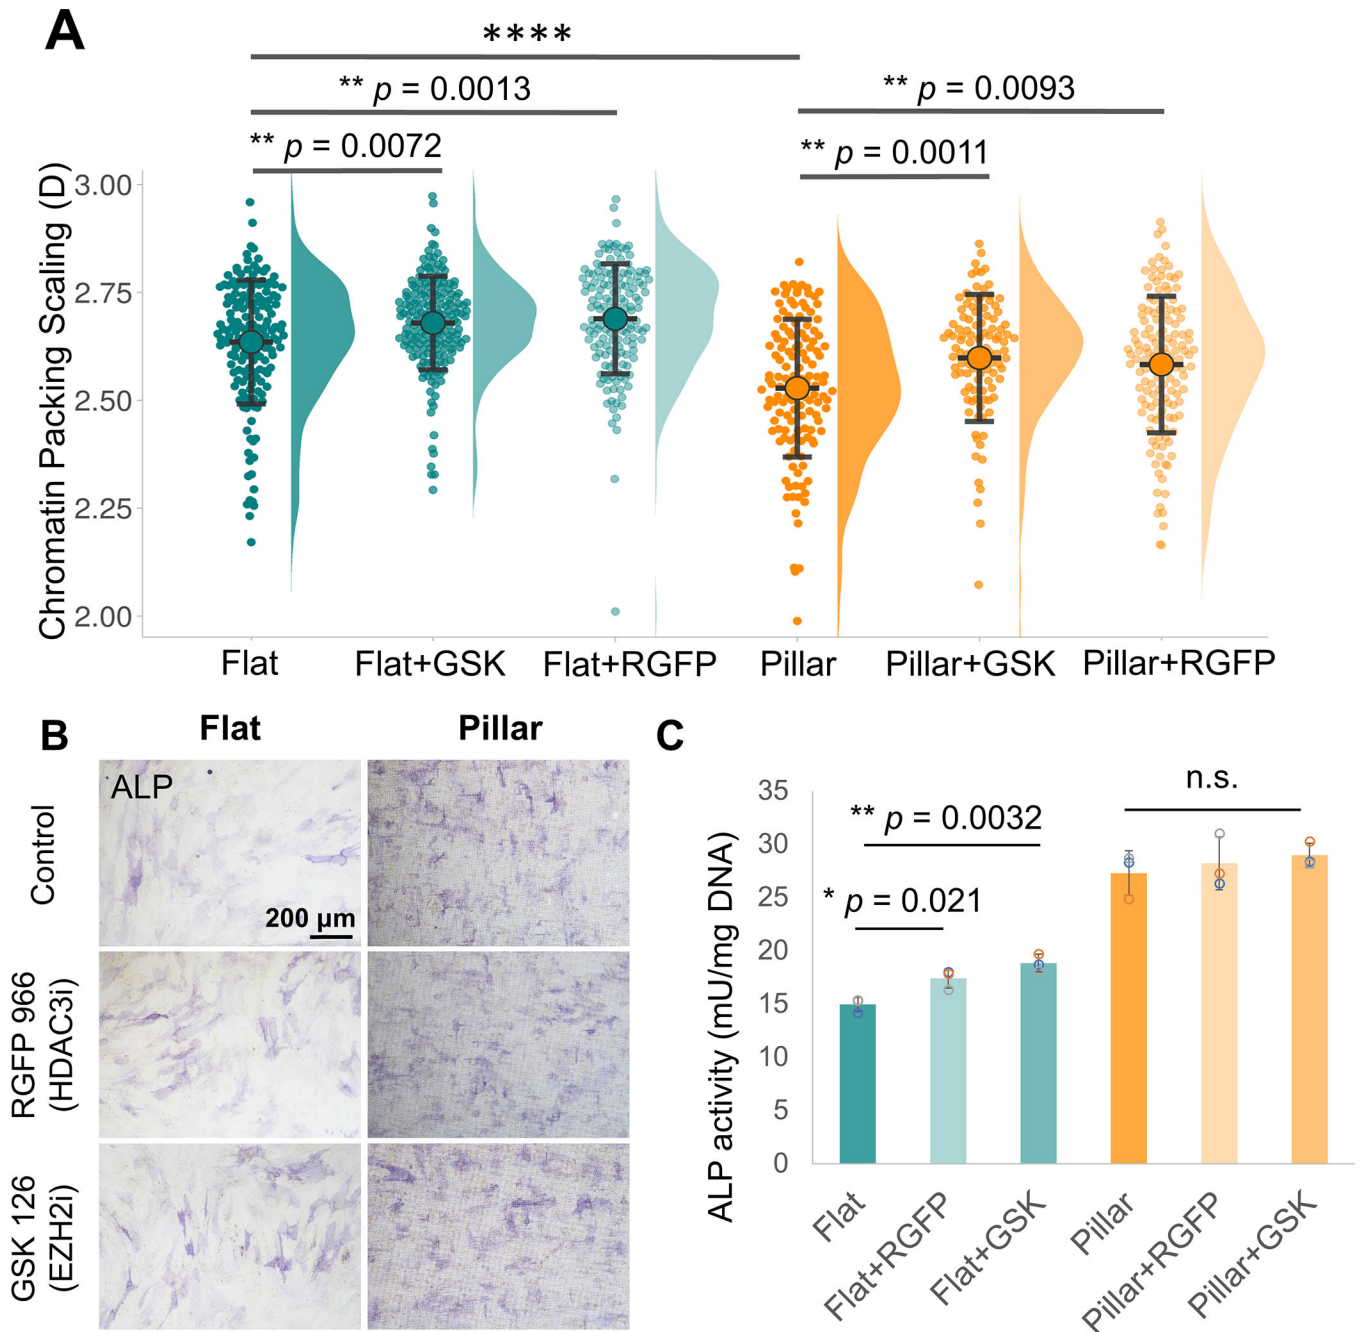 A
****
** p = 0.0013
** p = 0.0093
** p = 0.0072
** p = 0.0011
Chromatin Packing Scaling (D)
3.00
2.75
2.50
2.25
2.00
Flat
Flat+GSK
Flat+RGFP
Pillar
Pillar+GSK
Pillar+RGFP
B
Flat
Pillar
Control
RGFP 966
(HDAC3i)
GSK 126
(EZH2i)
ALP
200 µm
C
ALP activity (mU/mg DNA)
35
30
25
20
15
10
5
0
n.s.
** p = 0.0032
* p = 0.021
Flat
Flat+RGFP
Flat+GSK
Pillar
Pillar+RGFP
Pillar+GSK